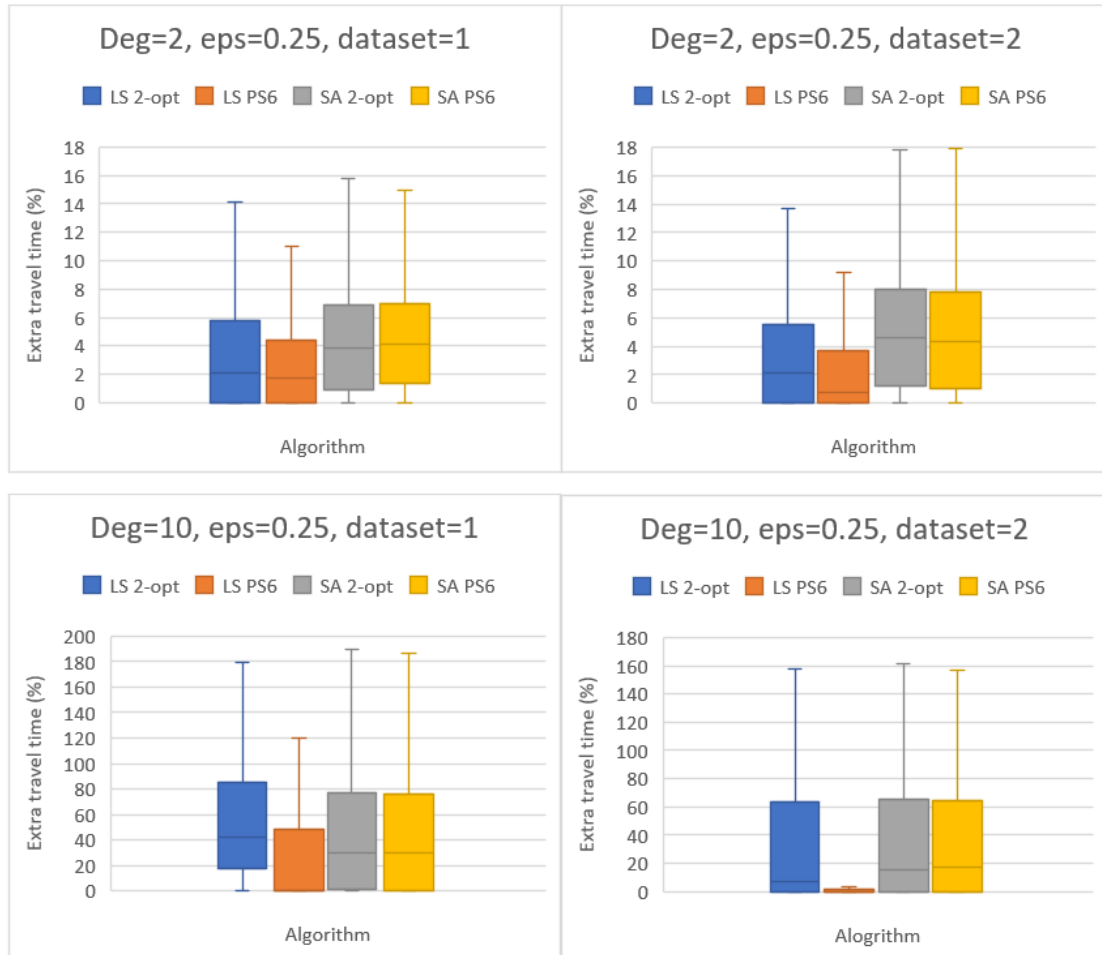 Deg=2, eps=0.25, dataset=1
LS 2-opt LS PS6 SA 2-opt SA PS6
Extra travel time (%)
18
16
14
12
10
8
6
4
2
0
Algorithm
Deg=2, eps=0.25, dataset=2
LS 2-opt LS PS6 SA 2-opt SA PS6
Extra travel time (%)
18
16
14
12
10
8
6
4
2
0
Algorithm
Deg=10, eps=0.25, dataset=1
LS 2-opt LS PS6 SA 2-opt SA PS6
Extra travel time (%)
200
180
160
140
120
100
80
60
40
20
0
Algorithm
Deg=10, eps=0.25, dataset=2
LS 2-opt LS PS6 SA 2-opt SA PS6
Extra travel time (%)
180
160
140
120
100
80
60
40
20
0
Alogrithm